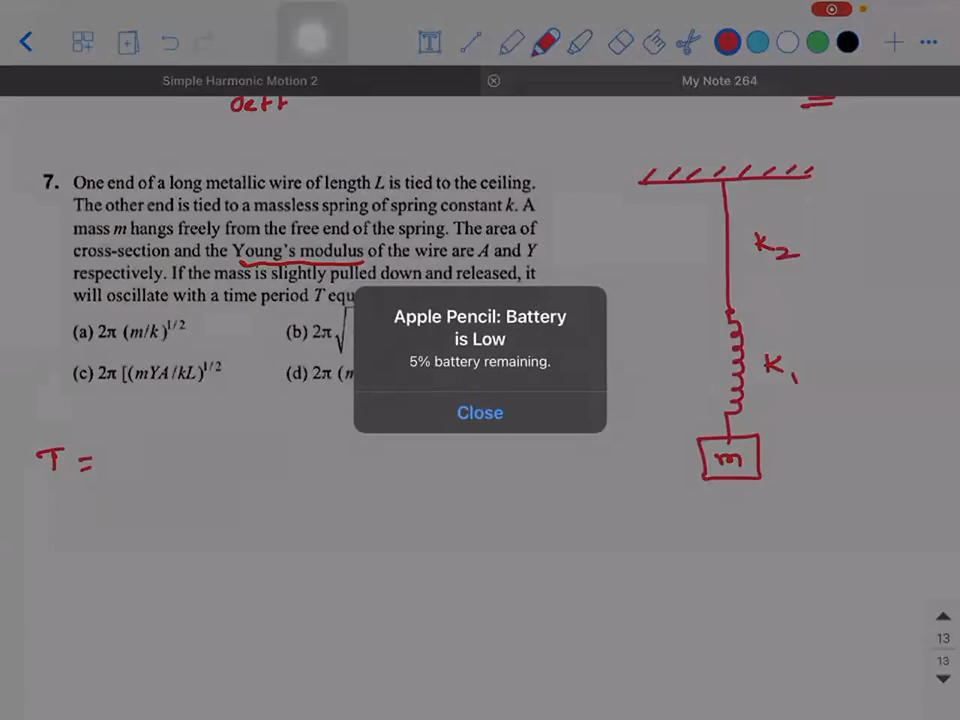 Simple Harmonic Motion 2
My Note 264
7. One end of a long metallic wire of length L is tied to the ceiling.
The other end is tied to a massless spring of spring constant k. A
mass m hangs freely from the free end of the spring. The area of
cross-section and the Young's modulus of the wire are A and Y
respectively. If the mass is slightly pulled down and released, it
will oscillate with a time period T equ
(a) 2π (m/k)^1/2
(b) 2π√
(c) 2π [(mYA/kL)^1/2
(d) 2π (m
Apple Pencil: Battery
is Low
5% battery remaining.
Close
K2
K1
m
T =
13
13